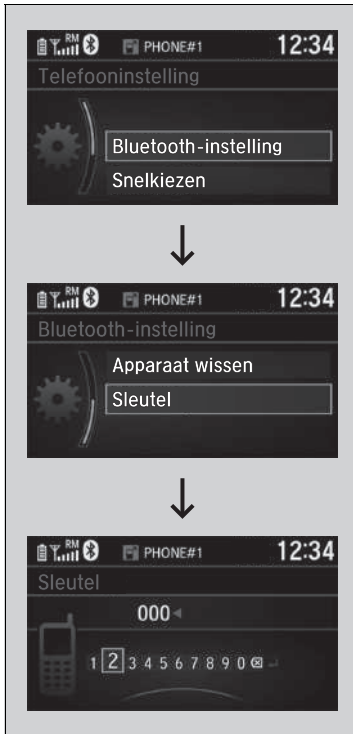 RM PHONE#1 12:34
Telefooninstelling
Bluetooth-instelling
Snelkiezen
RM PHONE#1 12:34
Bluetooth-instelling
Apparaat wissen
Sleutel
RM PHONE#1 12:34
Sleutel
000
1 2 3 4 5 6 7 8 9 0